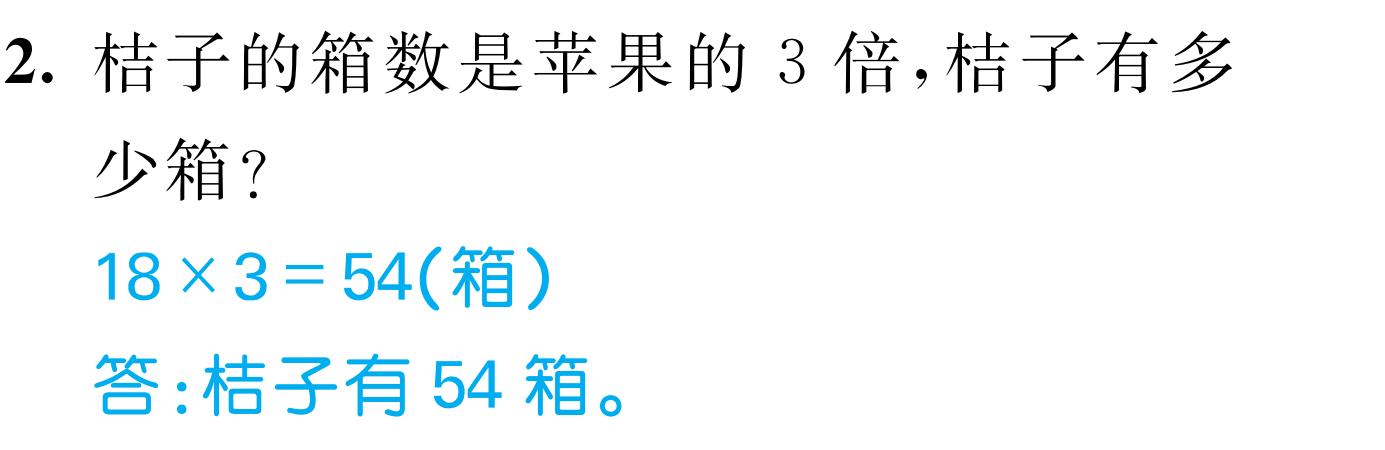 2. 桔子的箱数是苹果的 3 倍,桔子有多
少箱?
18×3=54(箱)
答:桔子有 54 箱。